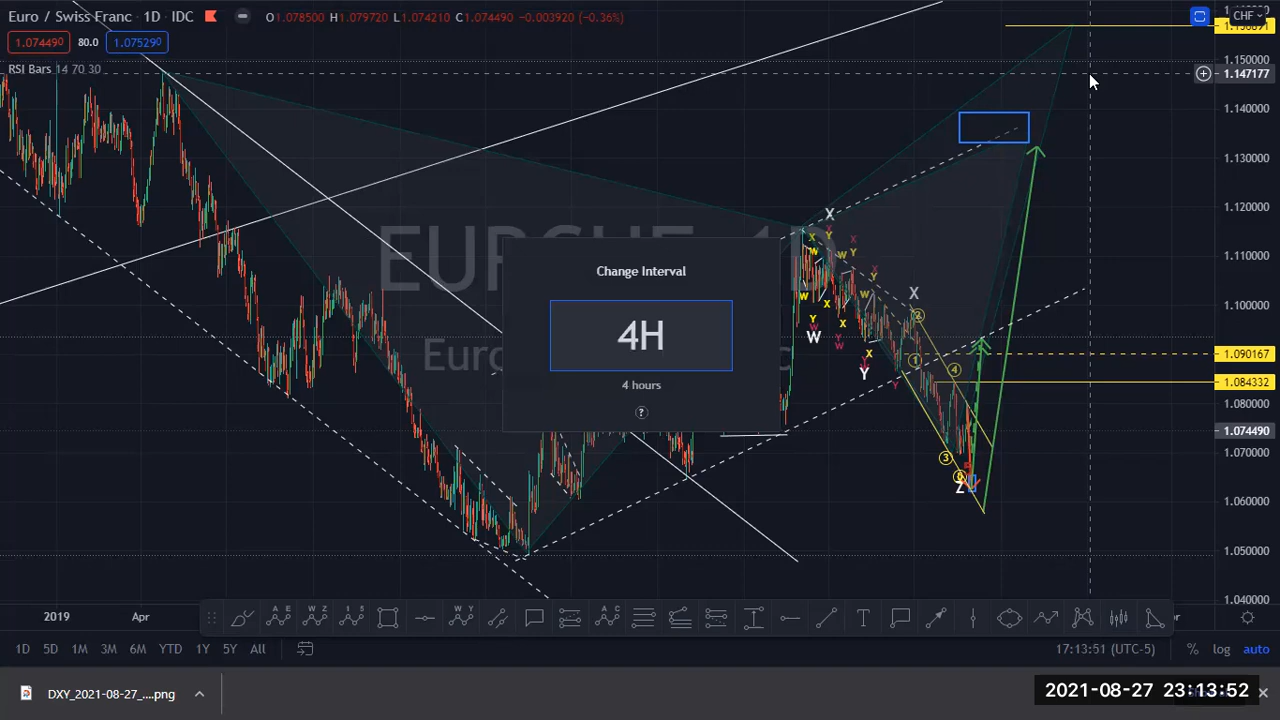 Euro / Swiss Franc · 1D · IDC O1.078500 H1.079720 L1.074210 C1.074490 −0.003920 (−0.36%)
CHF
1.074490 80.0 1.075290
RSI Bars 14 70 30
1.150000
1.147177
1.140000
1.130000
1.120000
1.100000
1.090167
1.084332
1.080000
1.074490
1.070000
1.060000
1.050000
1.040000
X
X Y
W W Y X
Y
W X W X
Y X
W Y W
W
X
Y
X
2
1
4
Y
3
Z
Change Interval
4H
4 hours
?
2019 Apr
A E W Z 1 5 W Y A C T
1D 5D 1M 3M 6M YTD 1Y 5Y All
17:13:51 (UTC-5) % log auto
DXY_2021-08-27_....png
2021-08-27 23:13:52